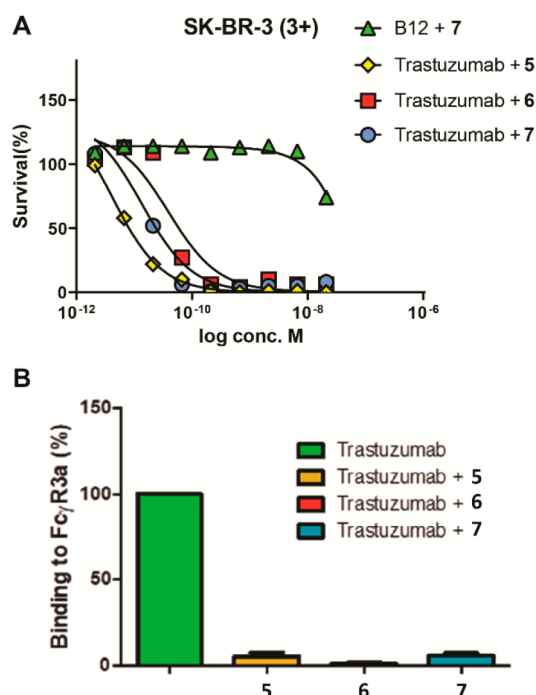 A
SK-BR-3 (3+)
B12 + 7
Trastuzumab + 5
Trastuzumab + 6
Trastuzumab + 7
Survival(%)
150
100
50
0
10⁻¹² 10⁻¹⁰ 10⁻⁸ 10⁻⁶
log conc. M
B
Binding to FcγR3a (%)
150
100
50
0
Trastuzumab
Trastuzumab + 5
Trastuzumab + 6
Trastuzumab + 7
5 6 7